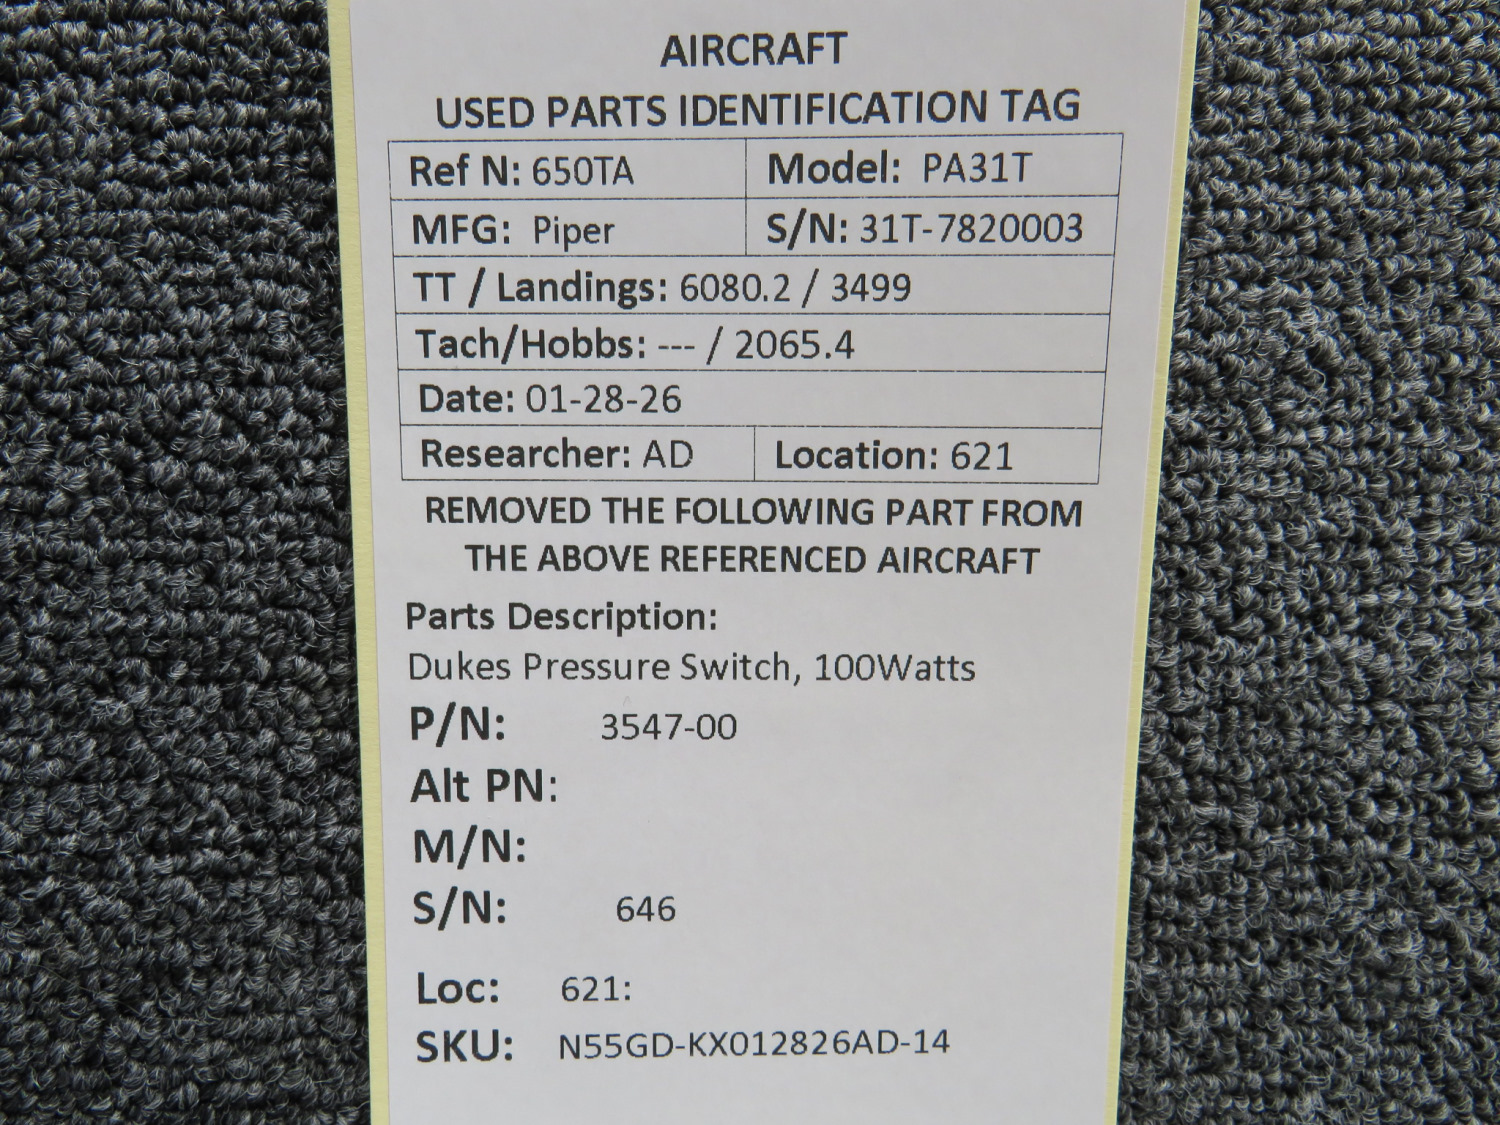 AIRCRAFT
USED PARTS IDENTIFICATION TAG
Ref N: 650TA Model: PA31T
MFG: Piper S/N: 31T-7820003
TT / Landings: 6080.2 / 3499
Tach/Hobbs: --- / 2065.4
Date: 01-28-26
Researcher: AD Location: 621
REMOVED THE FOLLOWING PART FROM
THE ABOVE REFERENCED AIRCRAFT
Parts Description:
Dukes Pressure Switch, 100Watts
P/N: 3547-00
Alt PN:
M/N:
S/N: 646
Loc: 621:
SKU: N55GD-KX012826AD-14